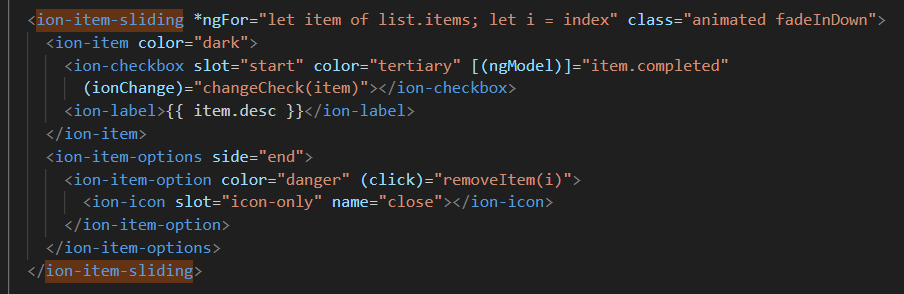 <ion-item-sliding *ngFor="let item of list.items; let i = index" class="animated fadeInDown">
<ion-item color="dark">
<ion-checkbox slot="start" color="tertiary" [(ngModel)]="item.completed"
(ionChange)="changeCheck(item)"></ion-checkbox>
<ion-label>{{ item.desc }}</ion-label>
</ion-item>
<ion-item-options side="end">
<ion-item-option color="danger" (click)="removeItem(i)">
<ion-icon slot="icon-only" name="close"></ion-icon>
</ion-item-option>
</ion-item-options>
</ion-item-sliding>